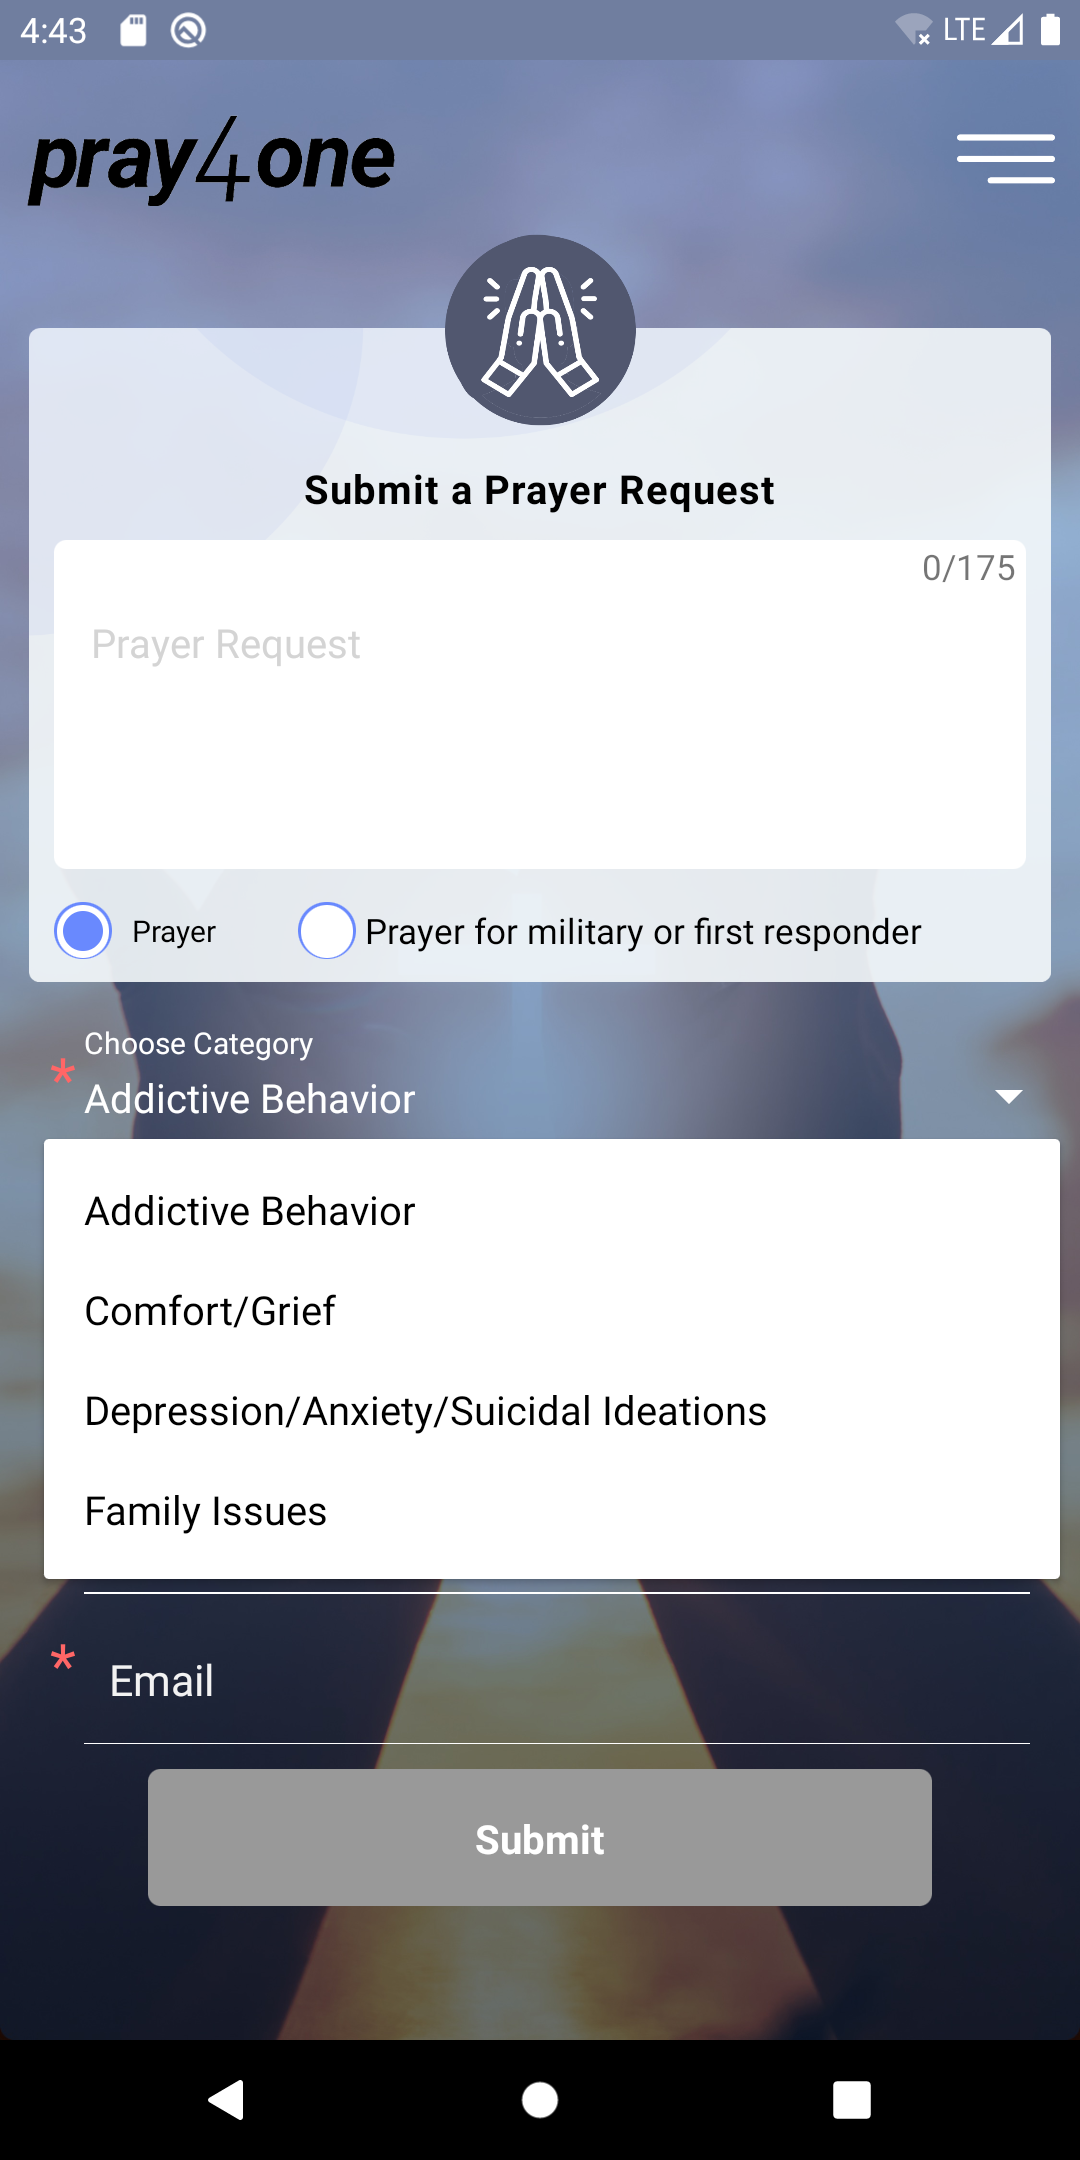 4:43
LTE
pray4one
Submit a Prayer Request
0/175
Prayer Request
Prayer
Prayer for military or first responder
Choose Category
*
Addictive Behavior
Addictive Behavior
Comfort/Grief
Depression/Anxiety/Suicidal Ideations
Family Issues
*
Email
Submit